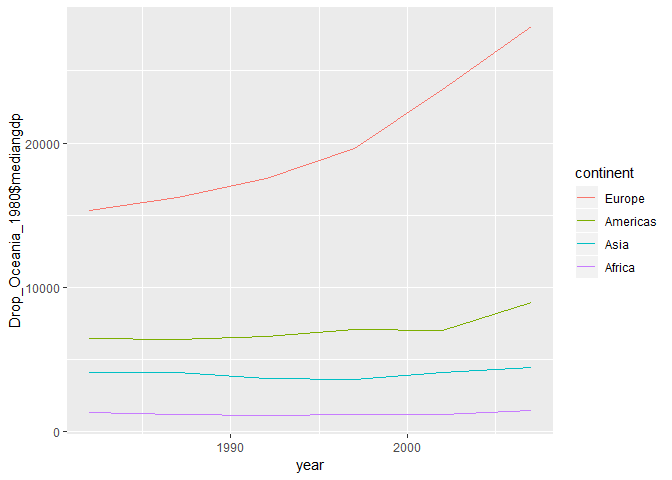 Drop_Oceania_1980$mediangdp
20000
10000
0
1990
2000
year
continent
Europe
Americas
Asia
Africa